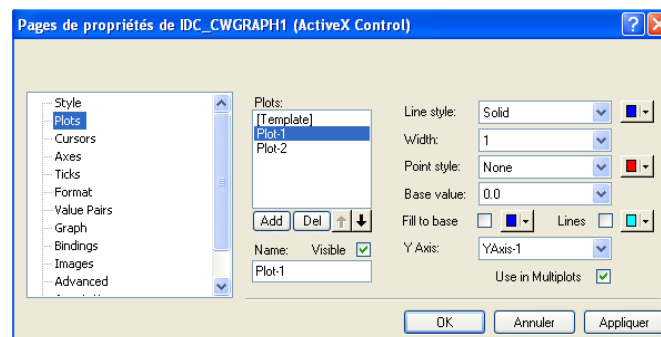 Pages de propriétés de IDC_CWGRAPH1 (ActiveX Control)
Style
Plots
Cursors
Axes
Ticks
Format
Value Pairs
Graph
Bindings
Images
Advanced
Plots:
[Template]
Plot-1
Plot-2
Add Del
Name: Visible
Plot-1
Line style: Solid
Width: 1
Point style: None
Base value: 0.0
Fill to base Lines
Y Axis: YAxis-1
Use in Multiplots
OK Annuler Appliquer